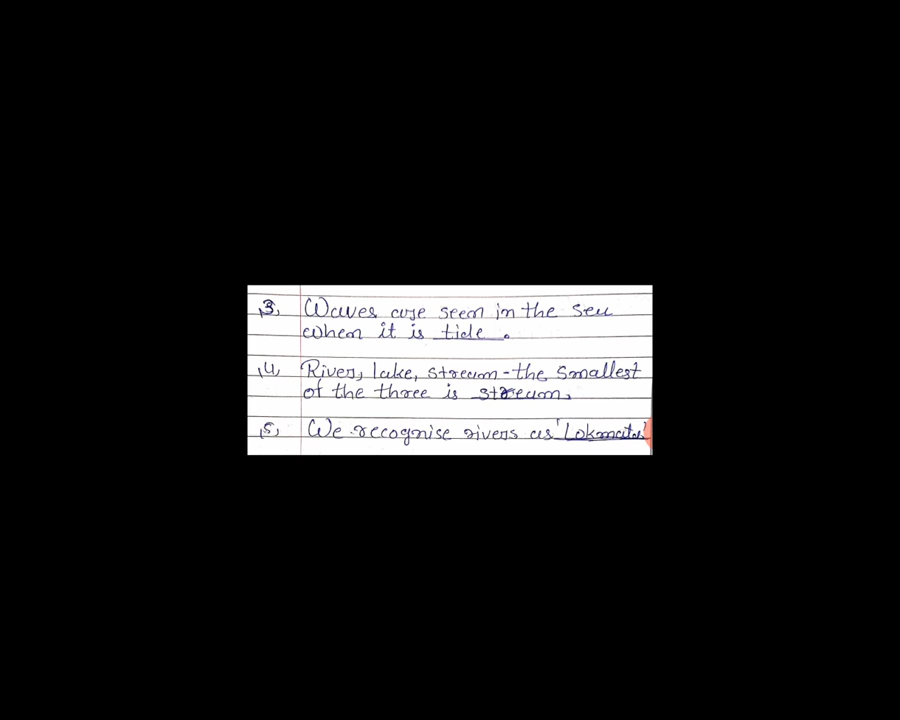 3. Waves are seen in the sea
when it is tide.
4. River, lake, stream - the smallest
of the three is stream.
5. We recognise rivers as 'Lokmata'